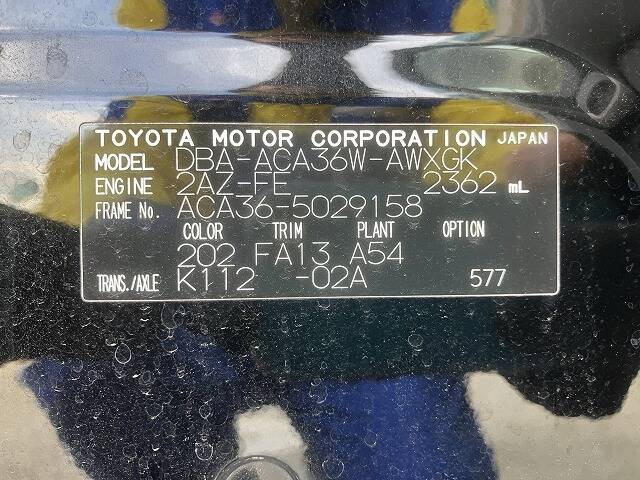 TOYOTA MOTOR CORPORATION JAPAN
MODEL DBA-ACA36W-AWXGK
ENGINE 2AZ-FE 2362 mL
FRAME No. ACA36-5029158
COLOR TRIM PLANT OPTION
202 FA13 A54
TRANS./AXLE K112 -02A 577